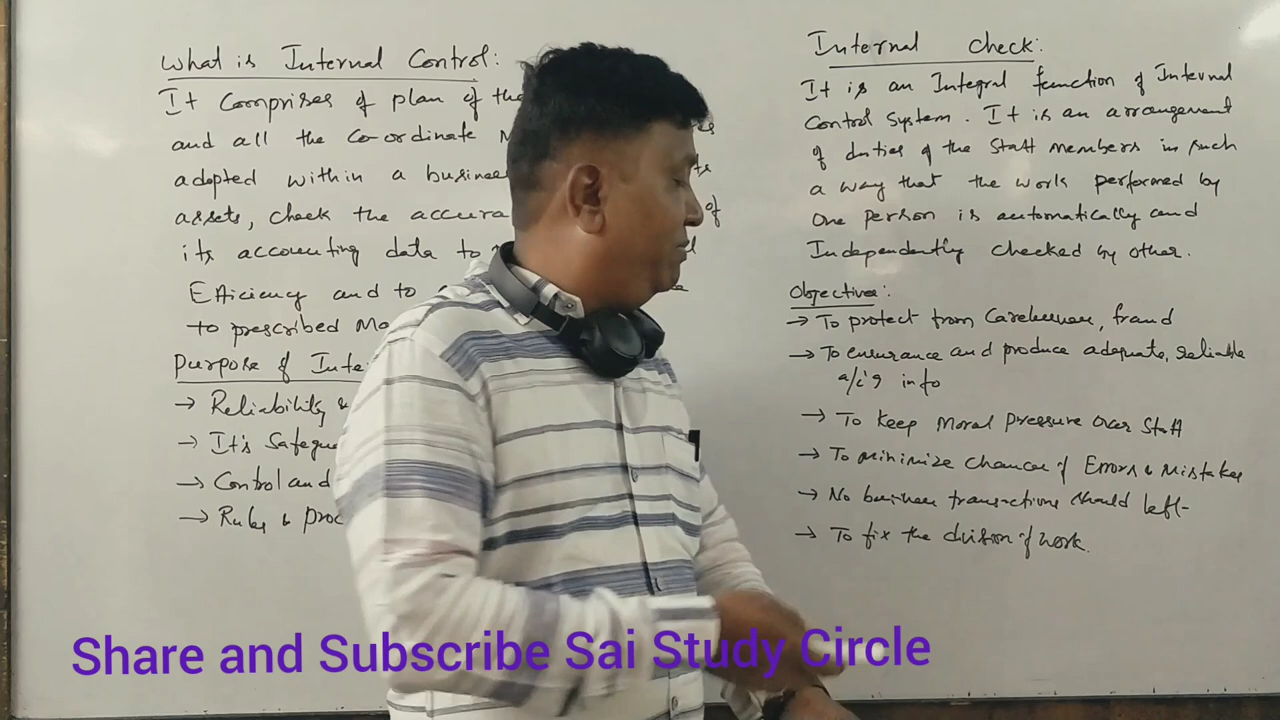 What is Internal Control:
It Comprises of plan of the
and all the Co-ordinate
adopted within a busines
assets, check the accura of
its accounting data to
Eficiency and to
to prescribed Ma
Purpose of Inte
→ Reliability &
→ It's Safegu
→ Control and
→ Rules & proc
Internal check:
It is an Integral function of Internal
Control System. It is an arrangement
of duties of the Staff members in such
a way that the work performed by
One person is automatically and
Independently checked by other.
Objective:
→ To protect from Carelessness, fraud
→ To ensurance and produce adequate, reliable
a/c'g info
→ To keep Moral Pressure over Staff
→ To Minimize chances of Errors & Mistakes
→ No business transactions should left-
→ To fix the division of work.
Share and Subscribe Sai Study Circle